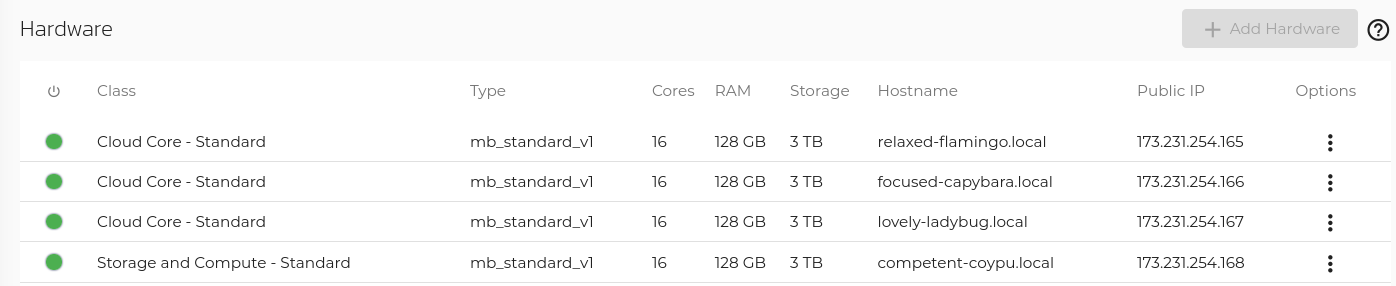 Hardware
+ Add Hardware
Class Type Cores RAM Storage Hostname Public IP Options
Cloud Core - Standard mb_standard_v1 16 128 GB 3 TB relaxed-flamingo.local 173.231.254.165
Cloud Core - Standard mb_standard_v1 16 128 GB 3 TB focused-capybara.local 173.231.254.166
Cloud Core - Standard mb_standard_v1 16 128 GB 3 TB lovely-ladybug.local 173.231.254.167
Storage and Compute - Standard mb_standard_v1 16 128 GB 3 TB competent-coypu.local 173.231.254.168